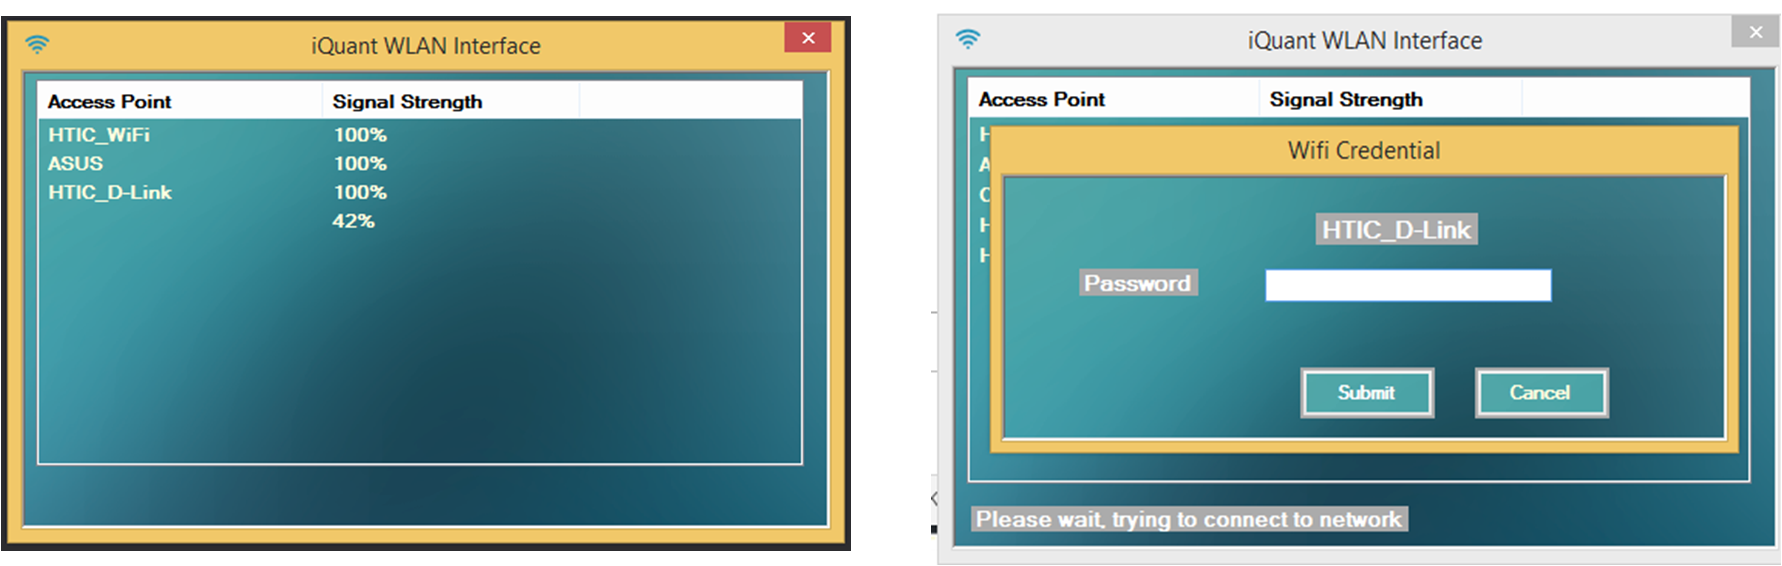 iQuant WLAN Interface
Access Point Signal Strength
HTIC_WiFi 100%
ASUS 100%
HTIC_D-Link 100%
42%
iQuant WLAN Interface
Access Point Signal Strength
Wifi Credential
HTIC_D-Link
Password
Submit Cancel
Please wait, trying to connect to network